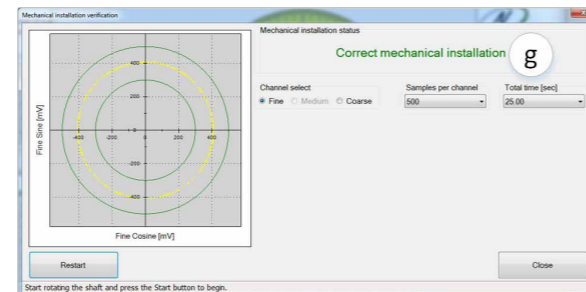 Mechanical installation verification
Mechanical installation status
Correct mechanical installation
g
Channel select
Fine Medium Coarse
Samples per channel
500
Total time [sec]
25.00
Fine Sine [mV]
400
200
-400 -200 0 200 400
-200
-400
Fine Cosine [mV]
Restart
Close
Start rotating the shaft and press the Start button to begin.